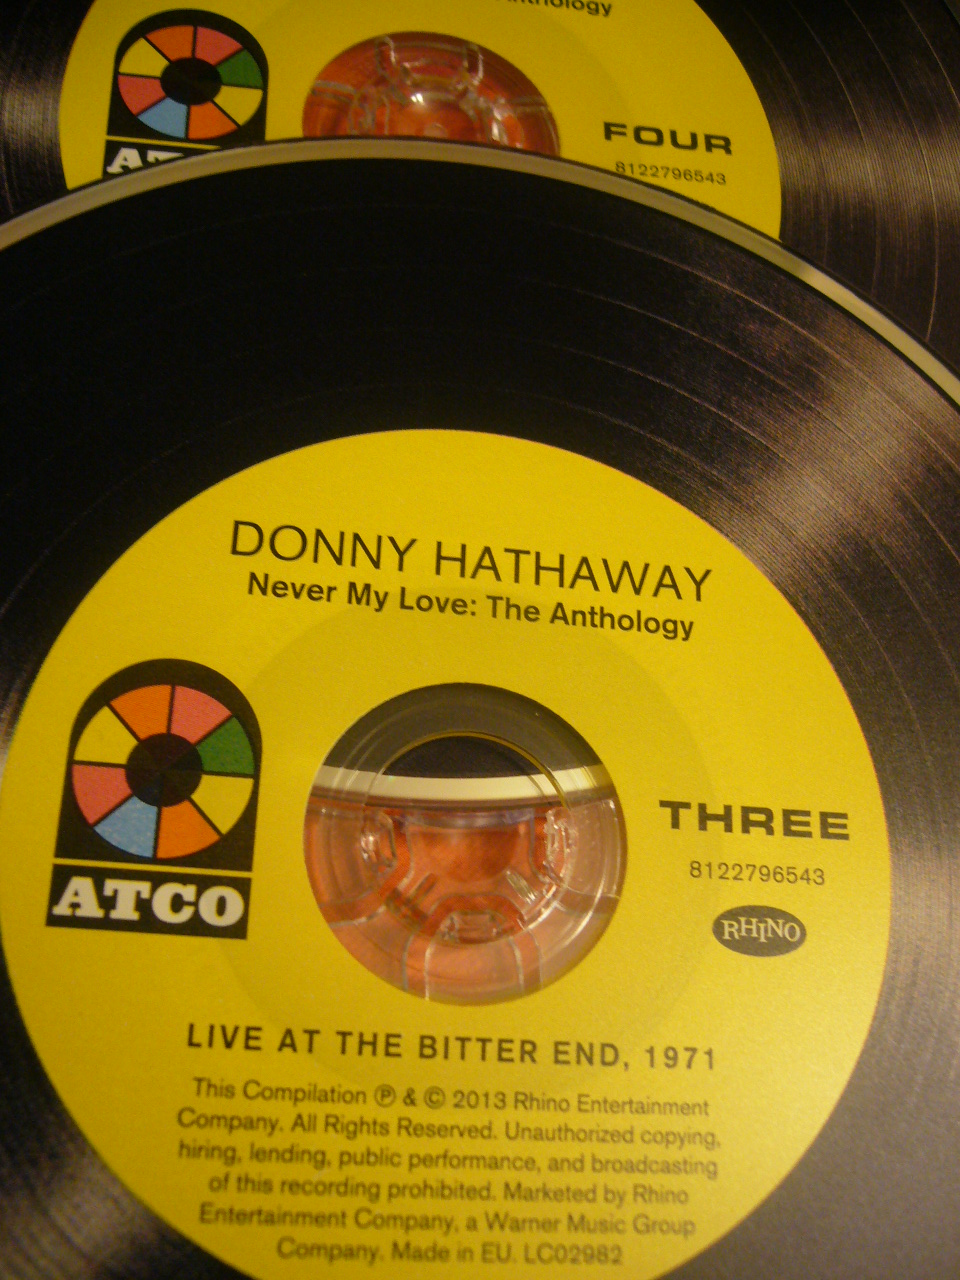 Anthology
FOUR
8122796543
DONNY HATHAWAY
Never My Love: The Anthology
THREE
8122796543
RHINO
ATCO
LIVE AT THE BITTER END, 1971
This Compilation ℗ & © 2013 Rhino Entertainment
Company. All Rights Reserved. Unauthorized copying,
hiring, lending, public performance, and broadcasting
of this recording prohibited. Marketed by Rhino
Entertainment Company, a Warner Music Group
Company. Made in EU. LC02982